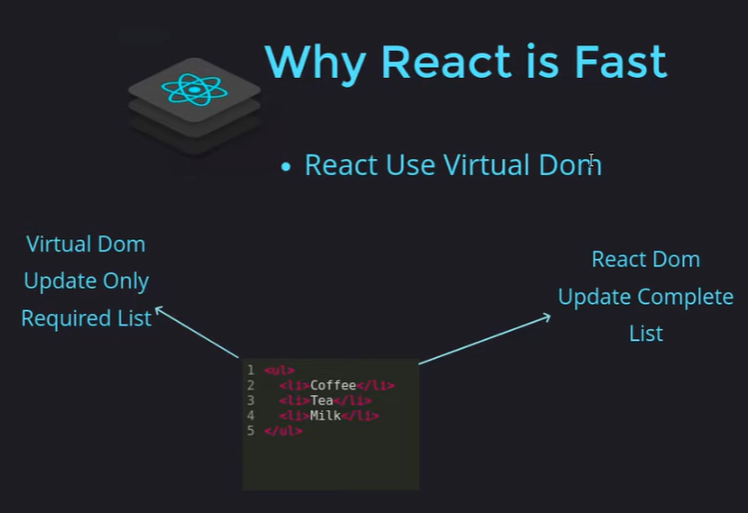 Why React is Fast
• React Use Virtual Dom
Virtual Dom
Update Only
Required List
React Dom
Update Complete
List
1 <ul>
2   <li>Coffee</li>
3   <li>Tea</li>
4   <li>Milk</li>
5 </ul>